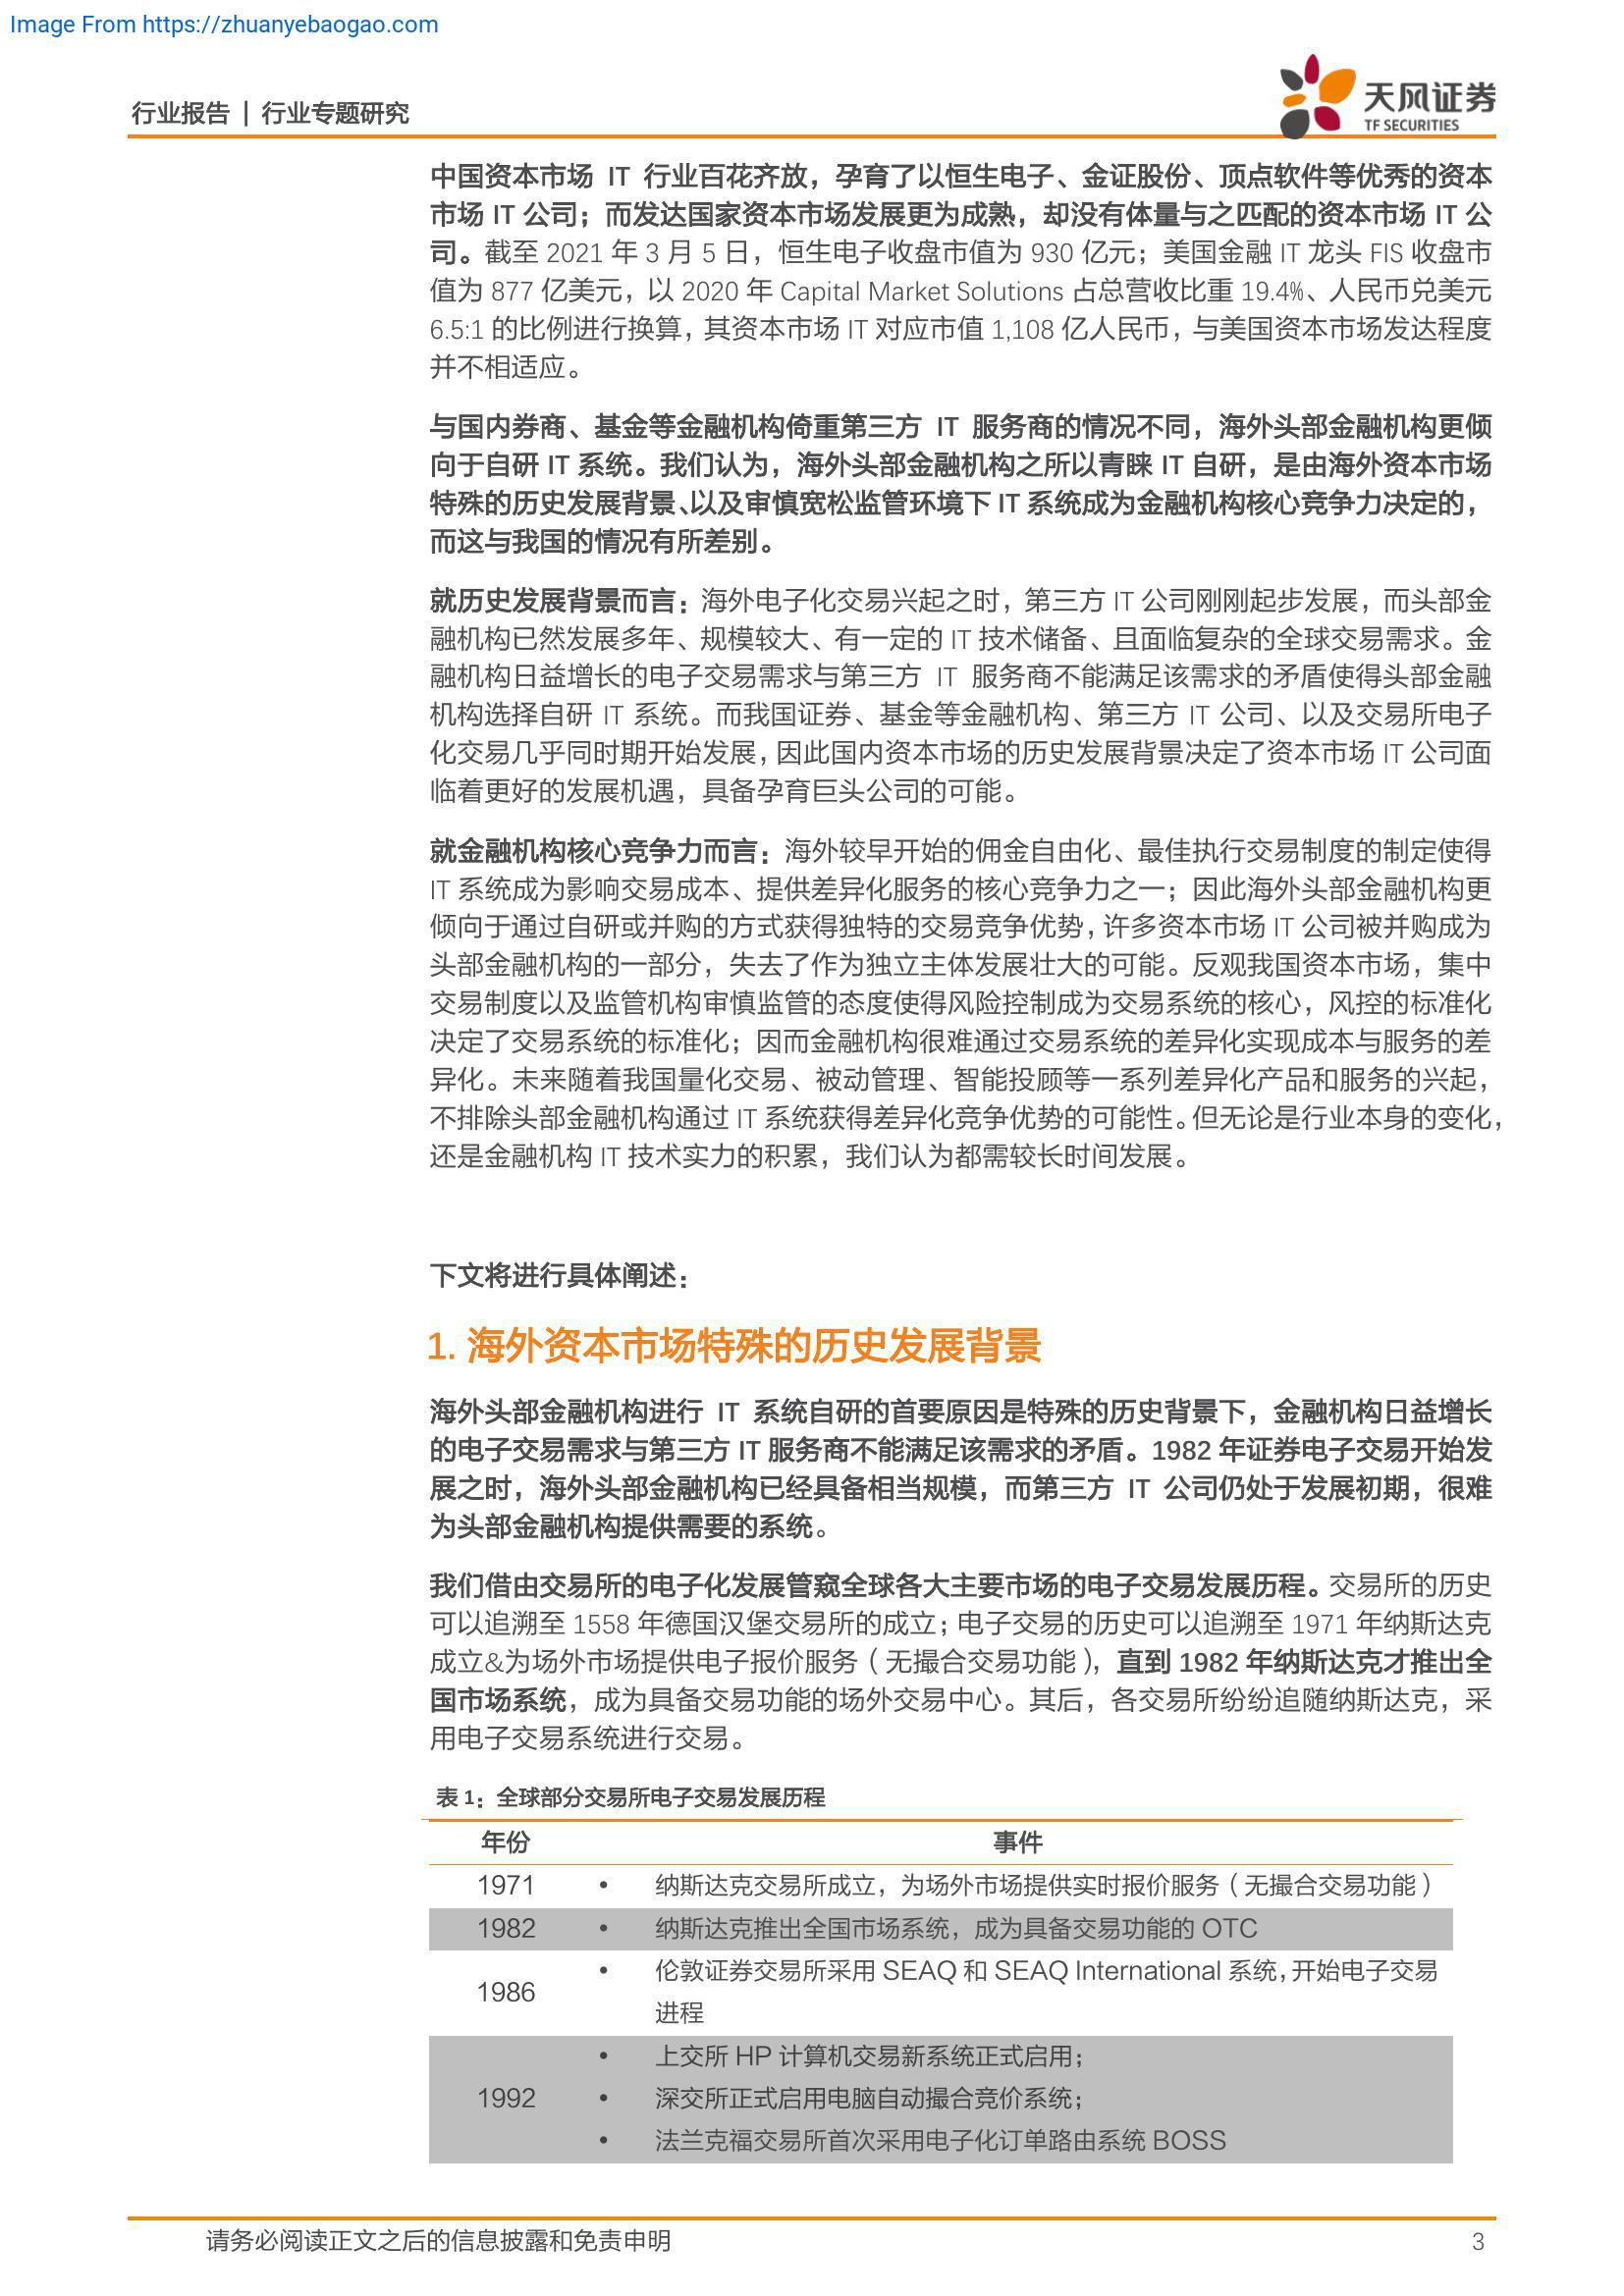 Image From https://zhuanyebaogao.com
行业报告 | 行业专题研究
天风证券
TF SECURITIES
中国资本市场 IT 行业百花齐放，孕育了以恒生电子、金证股份、顶点软件等优秀的资本
市场 IT 公司；而发达国家资本市场发展更为成熟，却没有体量与之匹配的资本市场 IT 公
司。截至 2021 年 3 月 5 日，恒生电子收盘市值为 930 亿元；美国金融 IT 龙头 FIS 收盘市
值为 877 亿美元，以 2020 年 Capital Market Solutions 占总营收比重 19.4%、人民币兑美元
6.5:1 的比例进行换算，其资本市场 IT 对应市值 1,108 亿人民币，与美国资本市场发达程度
并不相适应。
与国内券商、基金等金融机构倚重第三方 IT 服务商的情况不同，海外头部金融机构更倾
向于自研 IT 系统。我们认为，海外头部金融机构之所以青睐 IT 自研，是由海外资本市场
特殊的历史发展背景、以及审慎宽松监管环境下 IT 系统成为金融机构核心竞争力决定的，
而这与我国的情况有所差别。
就历史发展背景而言：海外电子化交易兴起之时，第三方 IT 公司刚刚起步发展，而头部金
融机构已然发展多年、规模较大、有一定的 IT 技术储备、且面临复杂的全球交易需求。金
融机构日益增长的电子交易需求与第三方 IT 服务商不能满足该需求的矛盾使得头部金融
机构选择自研 IT 系统。而我国证券、基金等金融机构、第三方 IT 公司、以及交易所电子
化交易几乎同时期开始发展，因此国内资本市场的历史发展背景决定了资本市场 IT 公司面
临着更好的发展机遇，具备孕育巨头公司的可能。
就金融机构核心竞争力而言：海外较早开始的佣金自由化、最佳执行交易制度的制定使得
IT 系统成为影响交易成本、提供差异化服务的核心竞争力之一；因此海外头部金融机构更
倾向于通过自研或并购的方式获得独特的交易竞争优势，许多资本市场 IT 公司被并购成为
头部金融机构的一部分，失去了作为独立主体发展壮大的可能。反观我国资本市场，集中
交易制度以及监管机构审慎监管的态度使得风险控制成为交易系统的核心，风控的标准化
决定了交易系统的标准化；因而金融机构很难通过交易系统的差异化实现成本与服务的差
异化。未来随着我国量化交易、被动管理、智能投顾等一系列差异化产品和服务的兴起，
不排除头部金融机构通过 IT 系统获得差异化竞争优势的可能性。但无论是行业本身的变化，
还是金融机构 IT 技术实力的积累，我们认为都需较长时间发展。
下文将进行具体阐述：
1. 海外资本市场特殊的历史发展背景
海外头部金融机构进行 IT 系统自研的首要原因是特殊的历史背景下，金融机构日益增长
的电子交易需求与第三方 IT 服务商不能满足该需求的矛盾。1982 年证券电子交易开始发
展之时，海外头部金融机构已经具备相当规模，而第三方 IT 公司仍处于发展初期，很难
为头部金融机构提供需要的系统。
我们借由交易所的电子化发展管窥全球各大主要市场的电子交易发展历程。交易所的历史
可以追溯至 1558 年德国汉堡交易所的成立；电子交易的历史可以追溯至 1971 年纳斯达克
成立&为场外市场提供电子报价服务（无撮合交易功能），直到 1982 年纳斯达克才推出全
国市场系统，成为具备交易功能的场外交易中心。其后，各交易所纷纷追随纳斯达克，采
用电子交易系统进行交易。
表 1：全球部分交易所电子交易发展历程
年份 事件
1971 • 纳斯达克交易所成立，为场外市场提供实时报价服务（无撮合交易功能）
1982 • 纳斯达克推出全国市场系统，成为具备交易功能的 OTC
1986 • 伦敦证券交易所采用 SEAQ 和 SEAQ International 系统，开始电子交易
进程
• 上交所 HP 计算机交易新系统正式启用；
1992 • 深交所正式启用电脑自动撮合竞价系统；
• 法兰克福交易所首次采用电子化订单路由系统 BOSS
请务必阅读正文之后的信息披露和免责申明 3